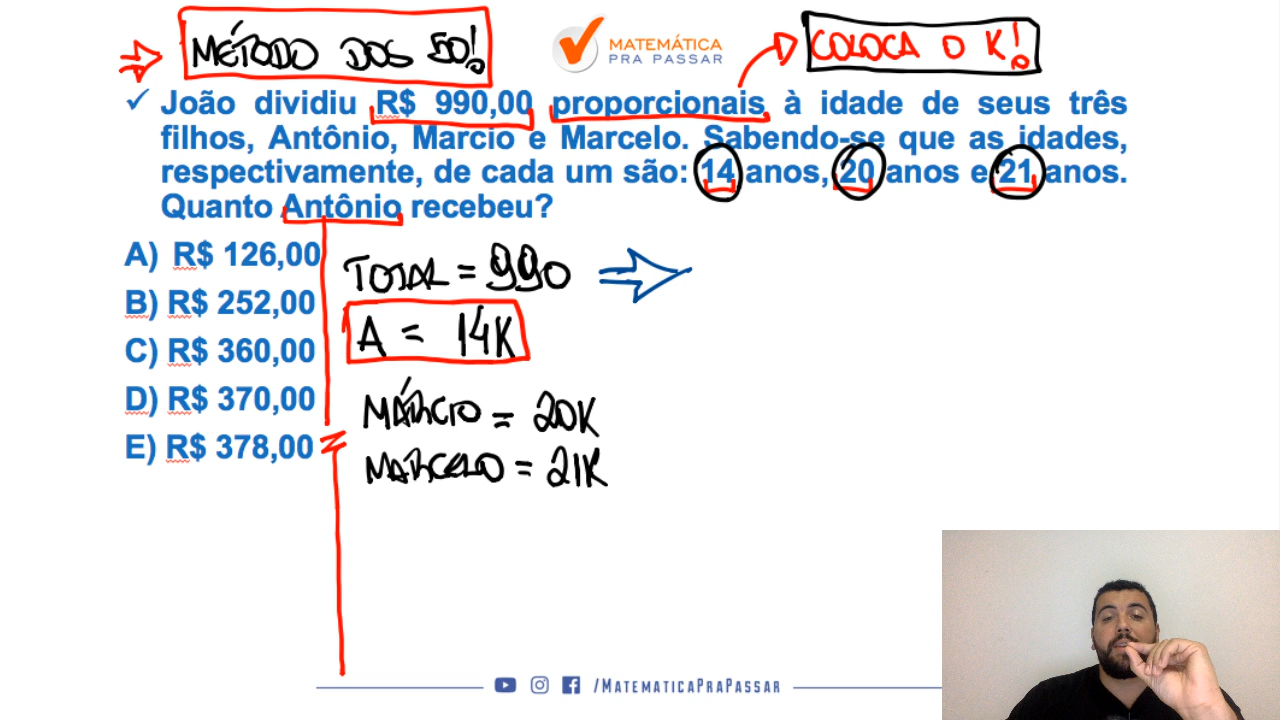 MÉTODO DOS 50!
MATEMÁTICA
PRA PASSAR
COLOCA O K!
✓ João dividiu R$ 990,00 proporcionais à idade de seus três
filhos, Antônio, Marcio e Marcelo. Sabendo-se que as idades,
respectivamente, de cada um são: 14 anos, 20 anos e 21 anos.
Quanto Antônio recebeu?
A) R$ 126,00
B) R$ 252,00
C) R$ 360,00
D) R$ 370,00
E) R$ 378,00
TOTAL = 990
A = 14K
MÁRCIO = 20K
MARCELO = 21K
/MATEMATICAPRAPASSAR